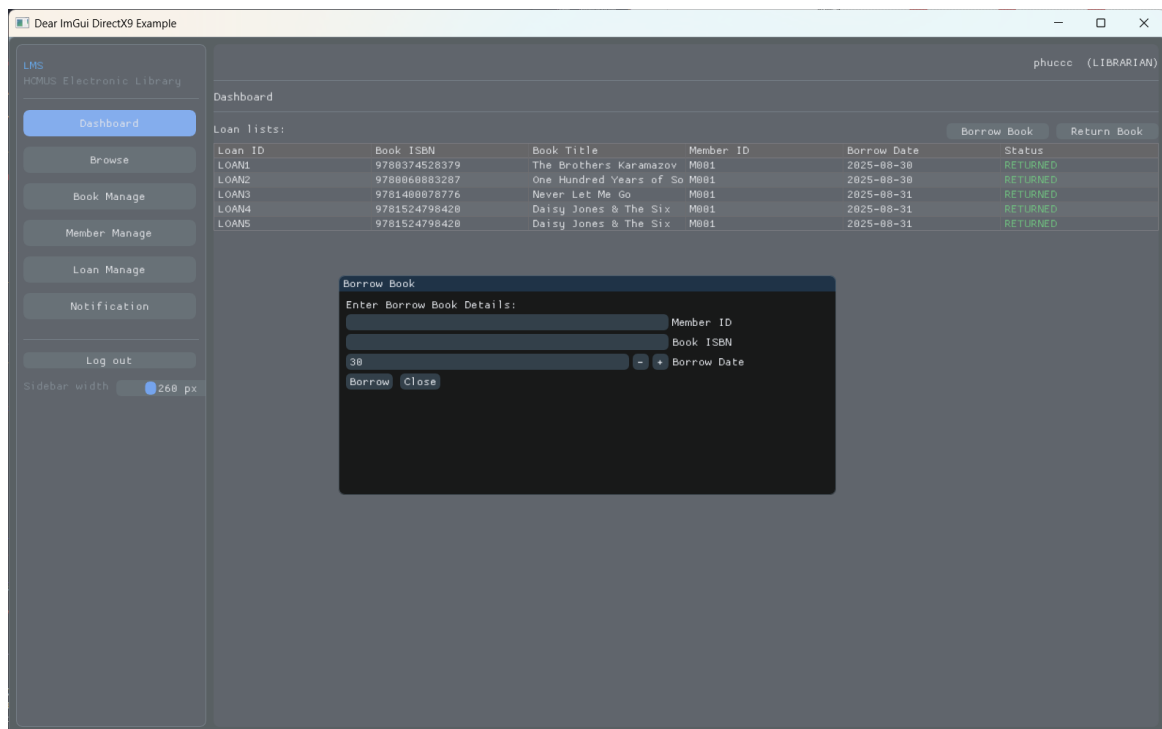 Dear ImGui DirectX9 Example
LMS
HCMUS Electronic Library
Dashboard
Browse
Book Manage
Member Manage
Loan Manage
Notification
Log out
Sidebar width 260 px
phuccc (LIBRARIAN)
Dashboard
Loan lists:
Borrow Book Return Book
Loan ID Book ISBN Book Title Member ID Borrow Date Status
LOAN1 9780374528379 The Brothers Karamazov M001 2025-08-30 RETURNED
LOAN2 9780060883287 One Hundred Years of So M001 2025-08-30 RETURNED
LOAN3 9781400078776 Never Let Me Go M001 2025-08-31 RETURNED
LOAN4 9781524798420 Daisy Jones & The Six M001 2025-08-31 RETURNED
LOAN5 9781524798420 Daisy Jones & The Six M001 2025-08-31 RETURNED
Borrow Book
Enter Borrow Book Details:
Member ID
Book ISBN
30 - + Borrow Date
Borrow Close